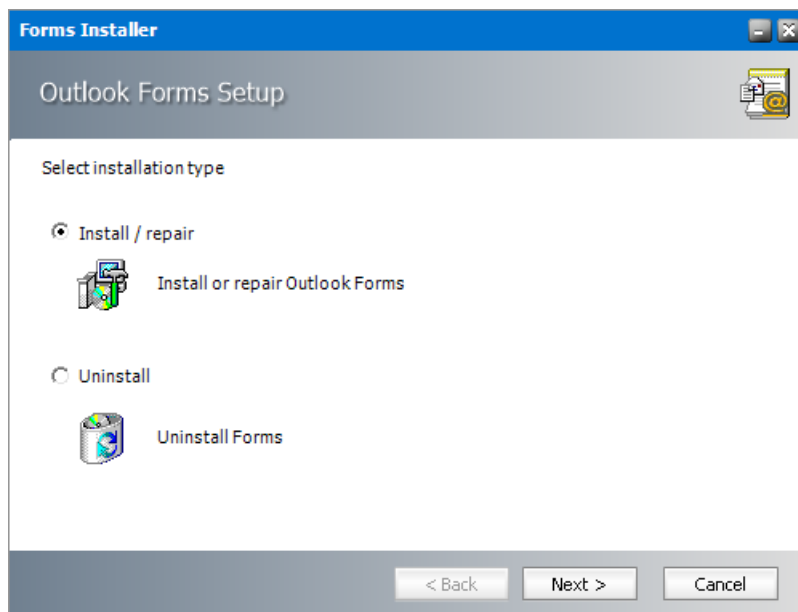 Forms Installer
Outlook Forms Setup
Select installation type
Install / repair
Install or repair Outlook Forms
Uninstall
Uninstall Forms
< Back Next > Cancel